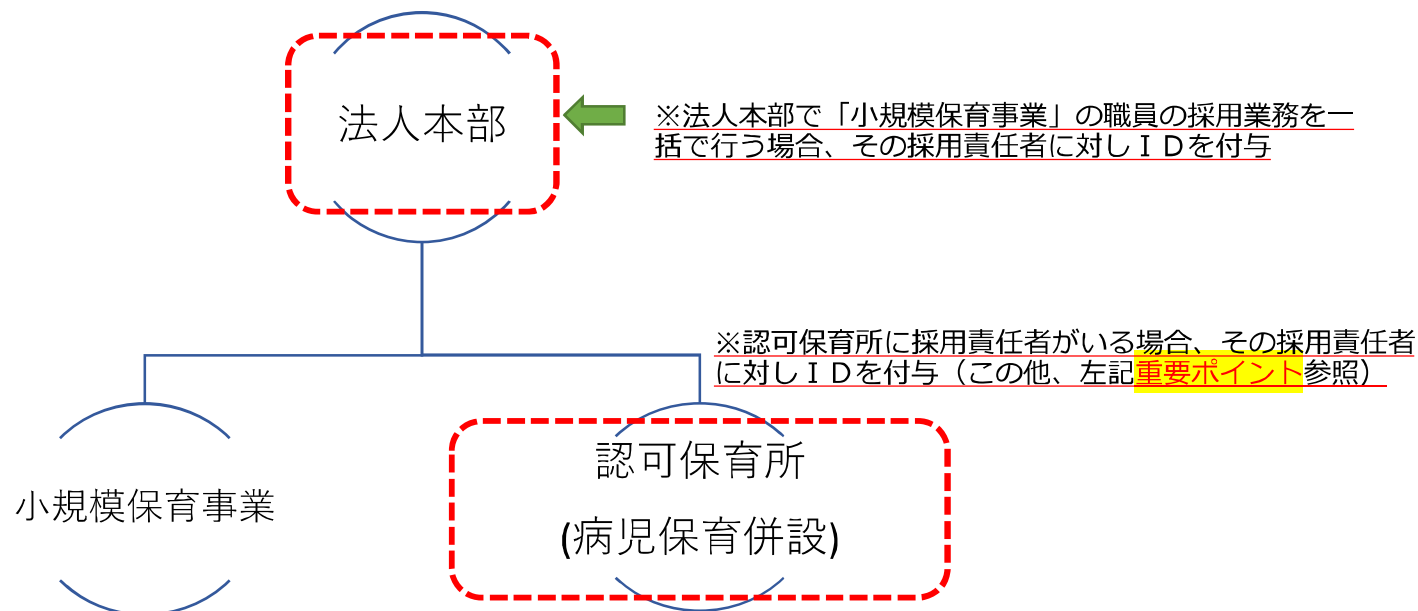 法人本部
※法人本部で「小規模保育事業」の職員の採用業務を一
括で行う場合、その採用責任者に対しＩＤを付与
※認可保育所に採用責任者がいる場合、その採用責任者
に対しＩＤを付与（この他、左記重要ポイント参照）
小規模保育事業
認可保育所
(病児保育併設)